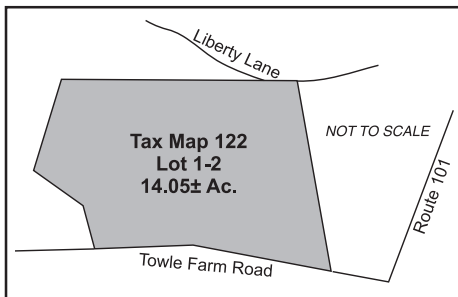 Liberty Lane
Tax Map 122
Lot 1-2
14.05± Ac.
NOT TO SCALE
Route 101
Towle Farm Road